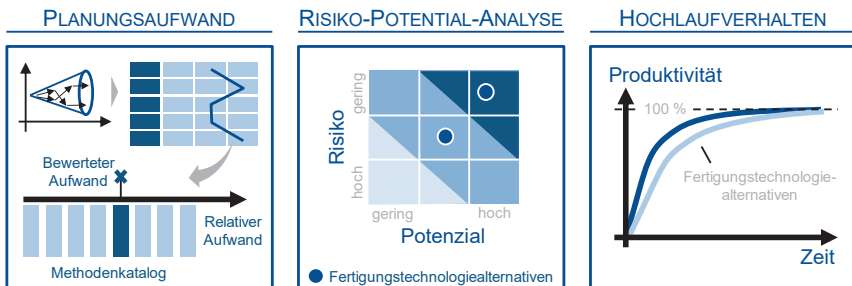 PLANUNGSAUFWAND
Bewerteter
Aufwand
Relativer
Aufwand
Methodenkatalog
RISIKO-POTENTIAL-ANALYSE
Risiko
gering
hoch
gering
hoch
Potenzial
Fertigungstechnologiealternativen
HOCHLAUFVERHALTEN
Produktivität
100 %
Fertigungstechnologie-
alternativen
Zeit